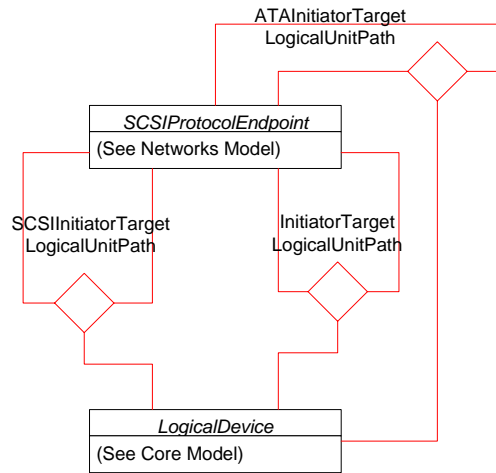 ATAInitiatorTarget
LogicalUnitPath
SCSIProtocolEndpoint
(See Networks Model)
SCSIInitiatorTarget
LogicalUnitPath
InitiatorTarget
LogicalUnitPath
LogicalDevice
(See Core Model)